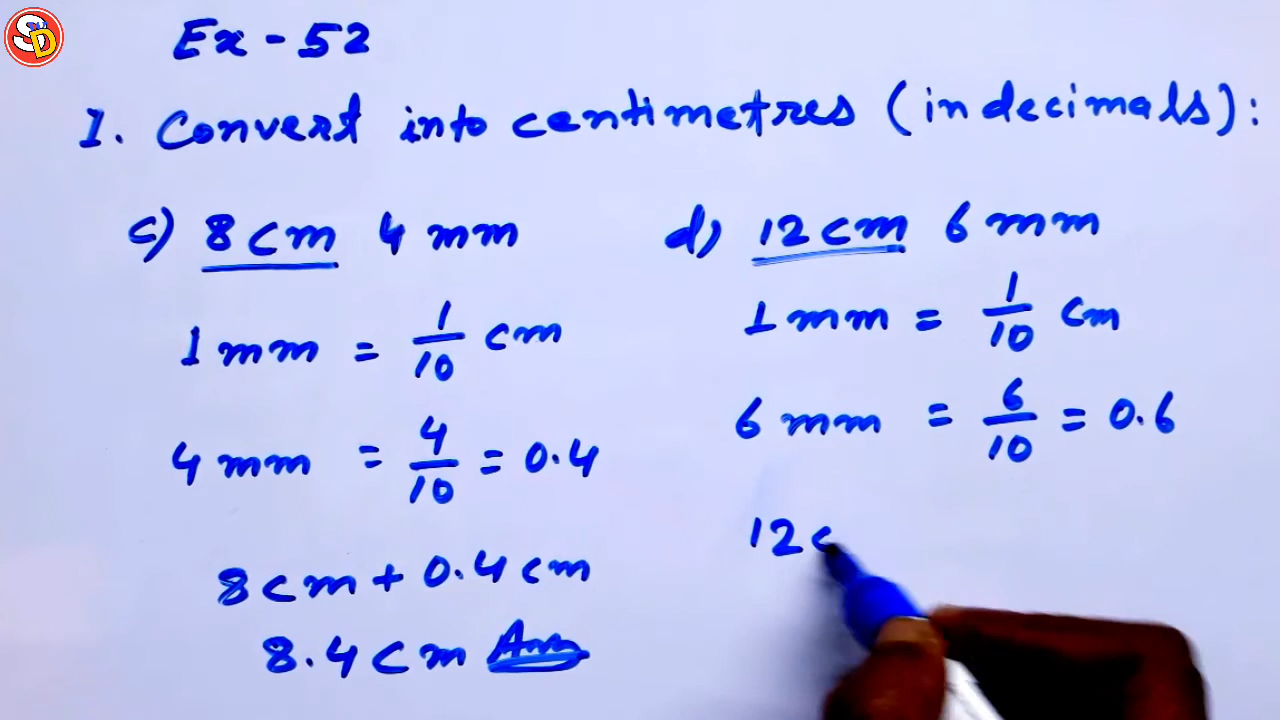 SD
Ex - 52
1. Convert into centimetres (in decimals):
c) 8 cm 4 mm
1 mm = 1/10 cm
4 mm = 4/10 = 0.4
8 cm + 0.4 cm
8.4 cm Ans
d) 12 cm 6 mm
1 mm = 1/10 cm
6 mm = 6/10 = 0.6
12 c